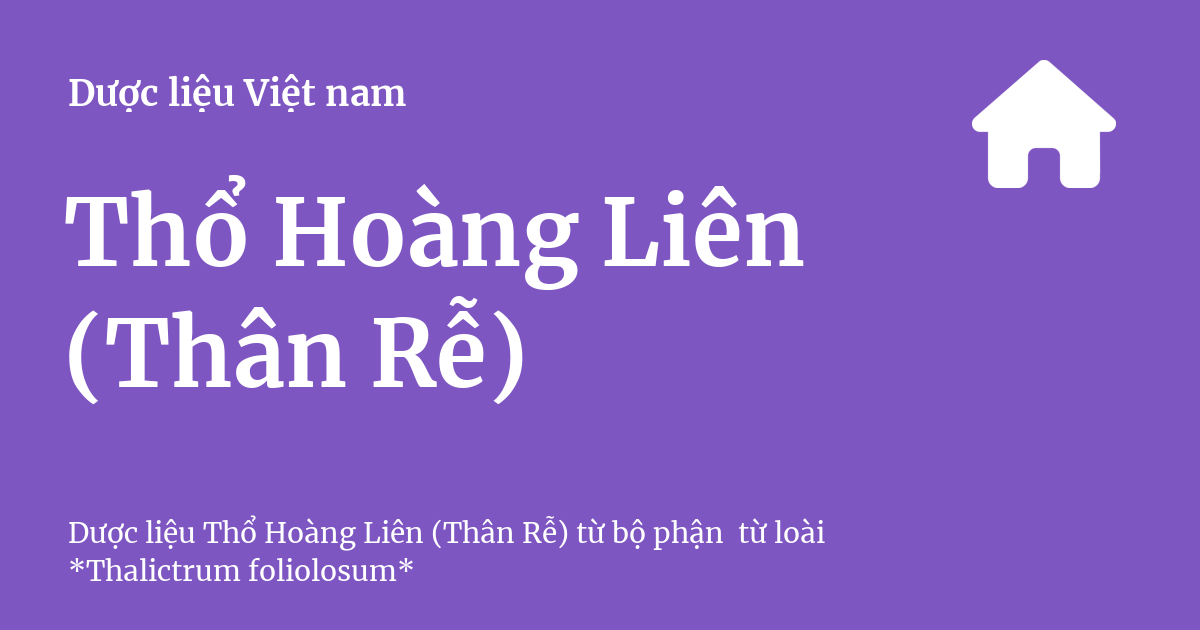 Dược liệu Việt nam
Thổ Hoàng Liên
(Thân Rễ)
Dược liệu Thổ Hoàng Liên (Thân Rễ) từ bộ phận  từ loài
*Thalictrum foliolosum*